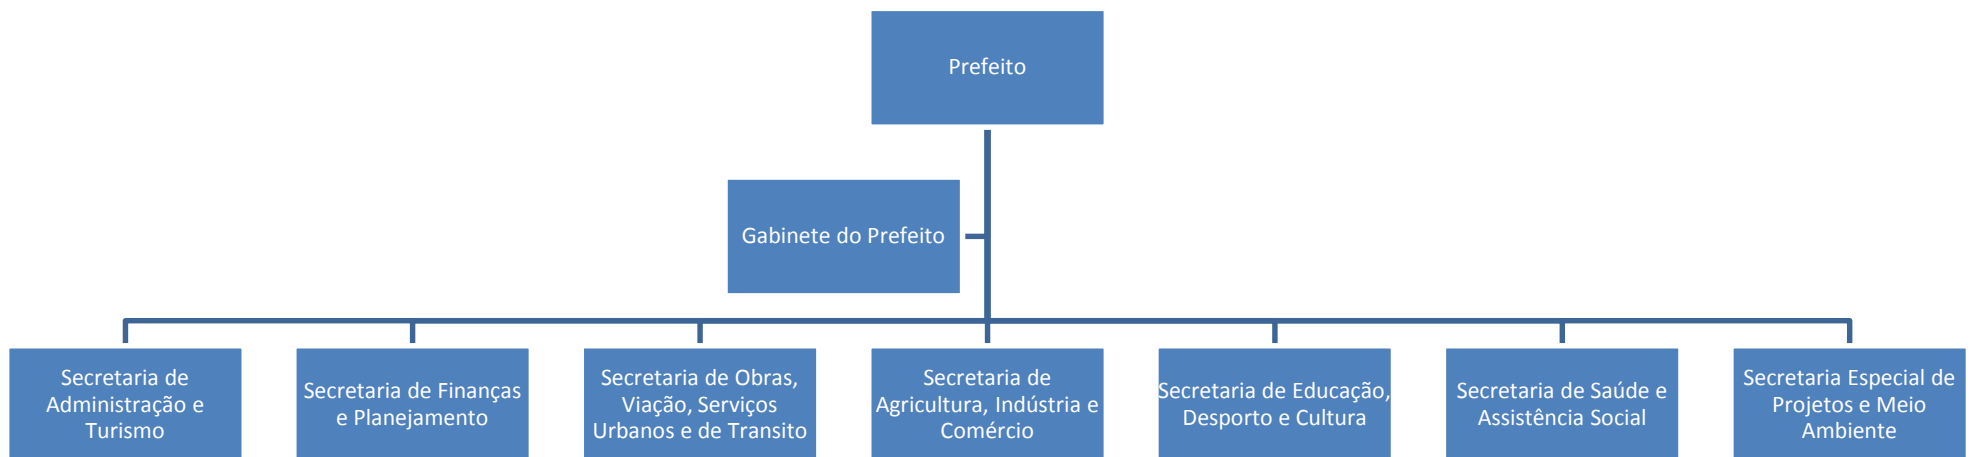 Prefeito
Gabinete do Prefeito
Secretaria de
Administração e
Turismo
Secretaria de Finanças
e Planejamento
Secretaria de Obras,
Viação, Serviços
Urbanos e de Transito
Secretaria de
Agricultura, Indústria e
Comércio
Secretaria de Educação,
Desporto e Cultura
Secretaria de Saúde e
Assistência Social
Secretaria Especial de
Projetos e Meio
Ambiente